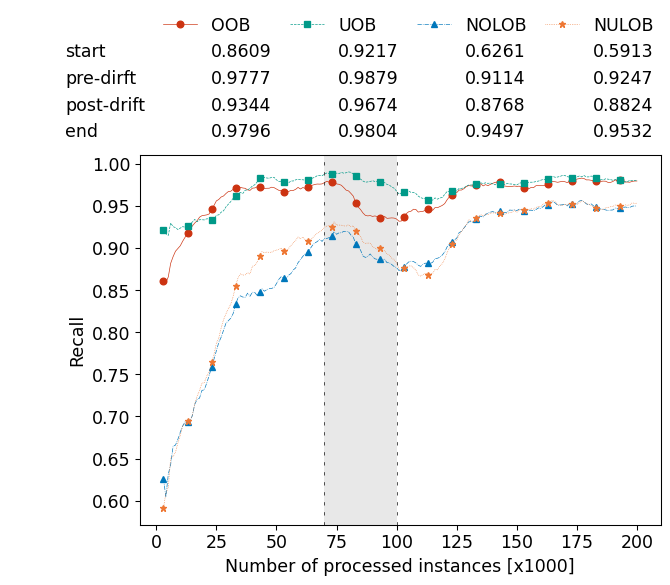 OOB UOB NOLOB NULOB
start 0.8609 0.9217 0.6261 0.5913
pre-dirft 0.9777 0.9879 0.9114 0.9247
post-drift 0.9344 0.9674 0.8768 0.8824
end 0.9796 0.9804 0.9497 0.9532
1.00
0.95
0.90
0.85
0.80
0.75
0.70
0.65
0.60
Recall
0 25 50 75 100 125 150 175 200
Number of processed instances [x1000]